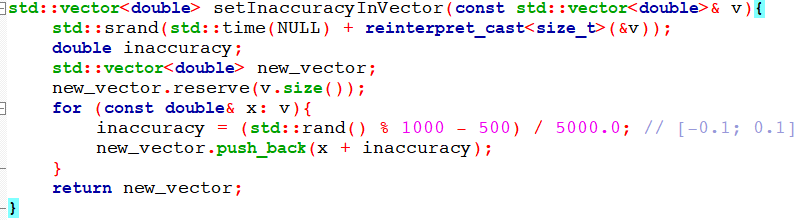 std::vector<double> setInaccuracyInVector(const std::vector<double>& v){
    std::srand(std::time(NULL) + reinterpret_cast<size_t>(&v));
    double inaccuracy;
    std::vector<double> new_vector;
    new_vector.reserve(v.size());
    for (const double& x: v){
        inaccuracy = (std::rand() % 1000 - 500) / 5000.0; // [-0.1; 0.1]
        new_vector.push_back(x + inaccuracy);
    }
    return new_vector;
}